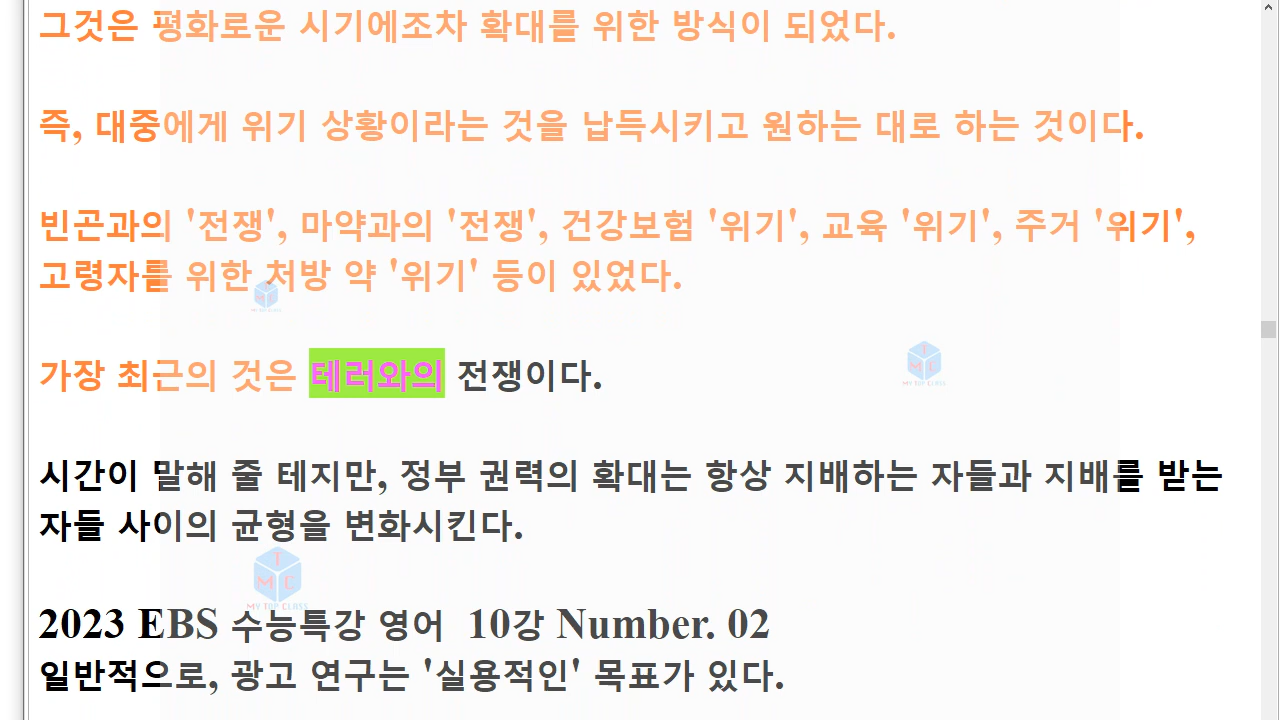 그것은 평화로운 시기에조차 확대를 위한 방식이 되었다.
즉, 대중에게 위기 상황이라는 것을 납득시키고 원하는 대로 하는 것이다.
빈곤과의 '전쟁', 마약과의 '전쟁', 건강보험 '위기', 교육 '위기', 주거 '위기',
고령자를 위한 처방 약 '위기' 등이 있었다.
가장 최근의 것은 테러와의 전쟁이다.
시간이 말해 줄 테지만, 정부 권력의 확대는 항상 지배하는 자들과 지배를 받는
자들 사이의 균형을 변화시킨다.
2023 EBS 수능특강 영어 10강 Number. 02
일반적으로, 광고 연구는 '실용적인' 목표가 있다.
T
M C
MY TOP CLASS
T
M C
MY TOP CLASS
T
M C
MY TOP CLASS